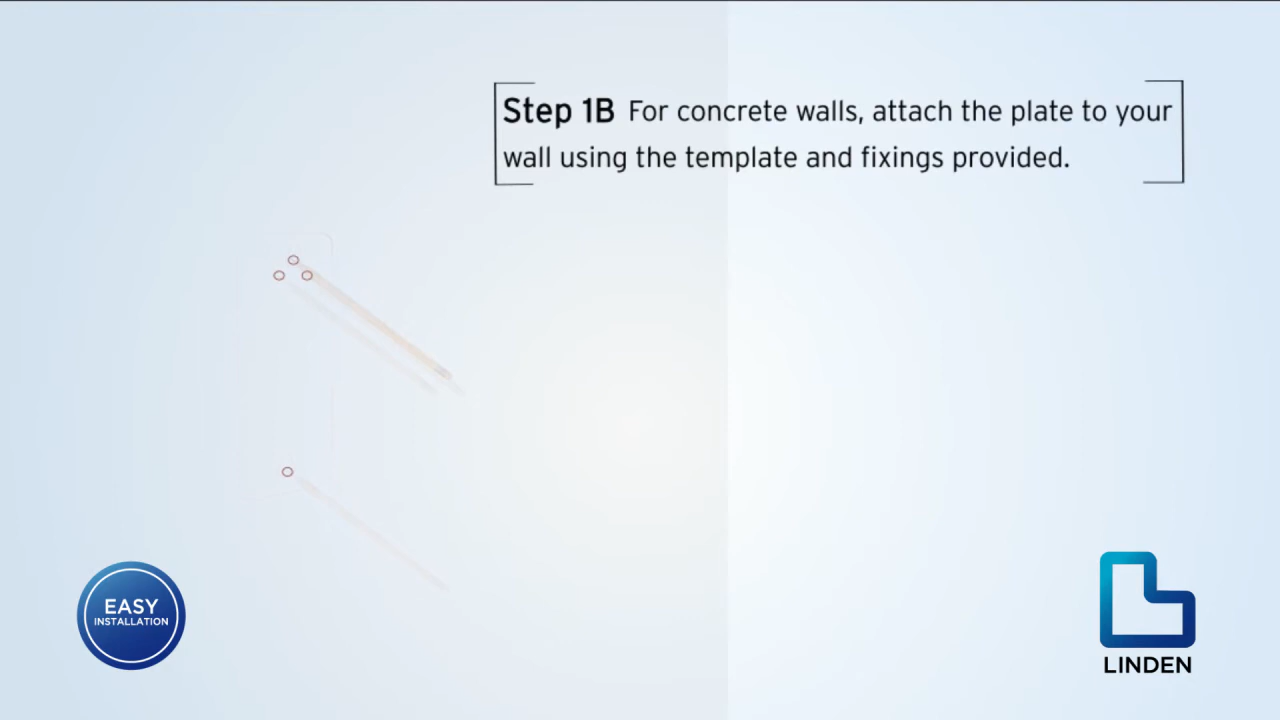 Step 1B For concrete walls, attach the plate to your
wall using the template and fixings provided.
EASY
INSTALLATION
LINDEN